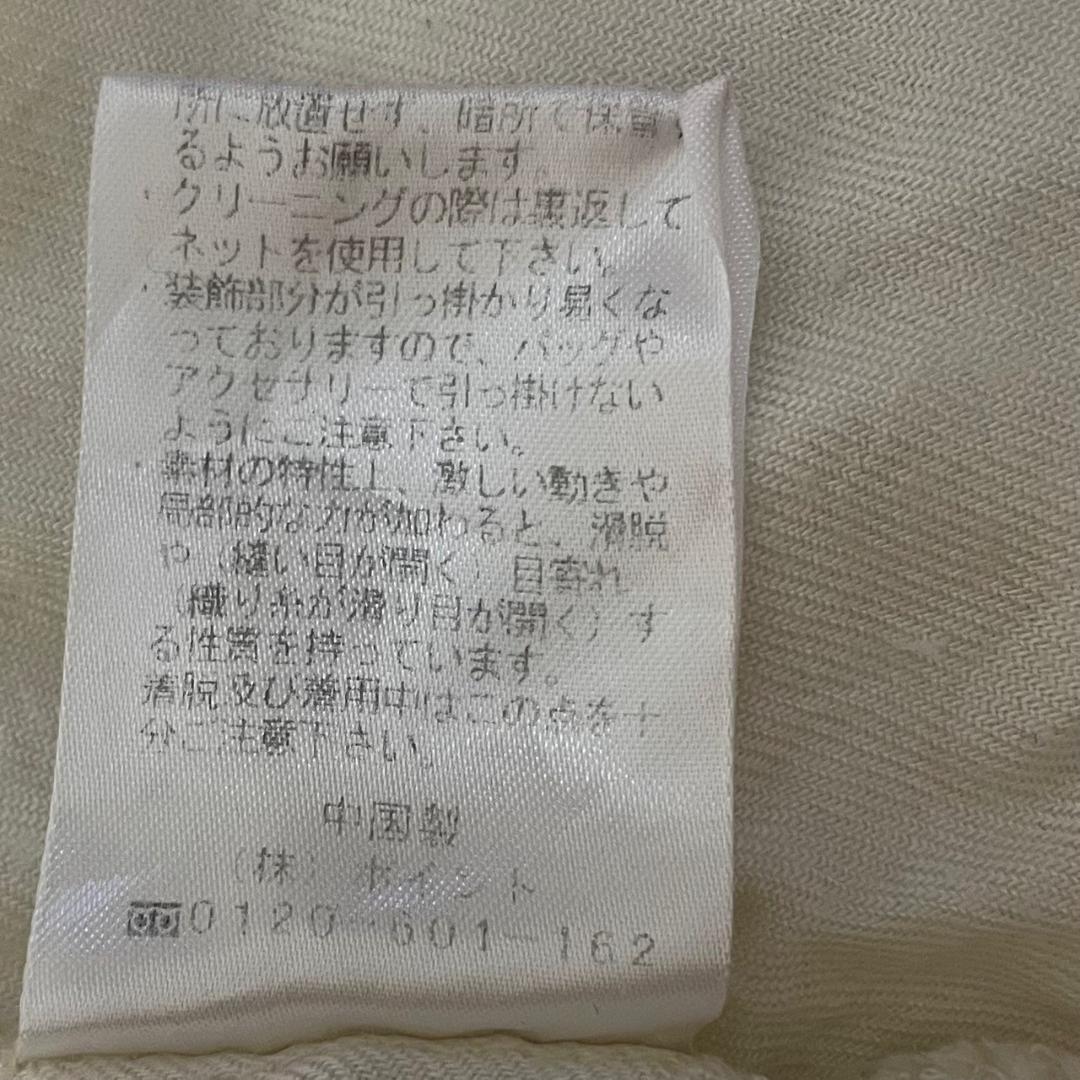 所に放置せず、暗所で保管す
るようお願いします。
・クリーニングの際は裏返して
ネットを使用して下さい。
・装飾部分が引っ掛かり易くな
っておりますので、バッグや
アクセサリーで引っ掛けない
ようにご注意下さい。
・素材の特性上、激しい動きや
局部的な力が加わると、滑脱
や（縫い目が開く）目寄れ
（織り糸が滑り目が開く）す
る性質を持っています。
着脱及び着用中はこの点を十
分ご注意下さい。
中国製
（株）ポイント
0120-601-162